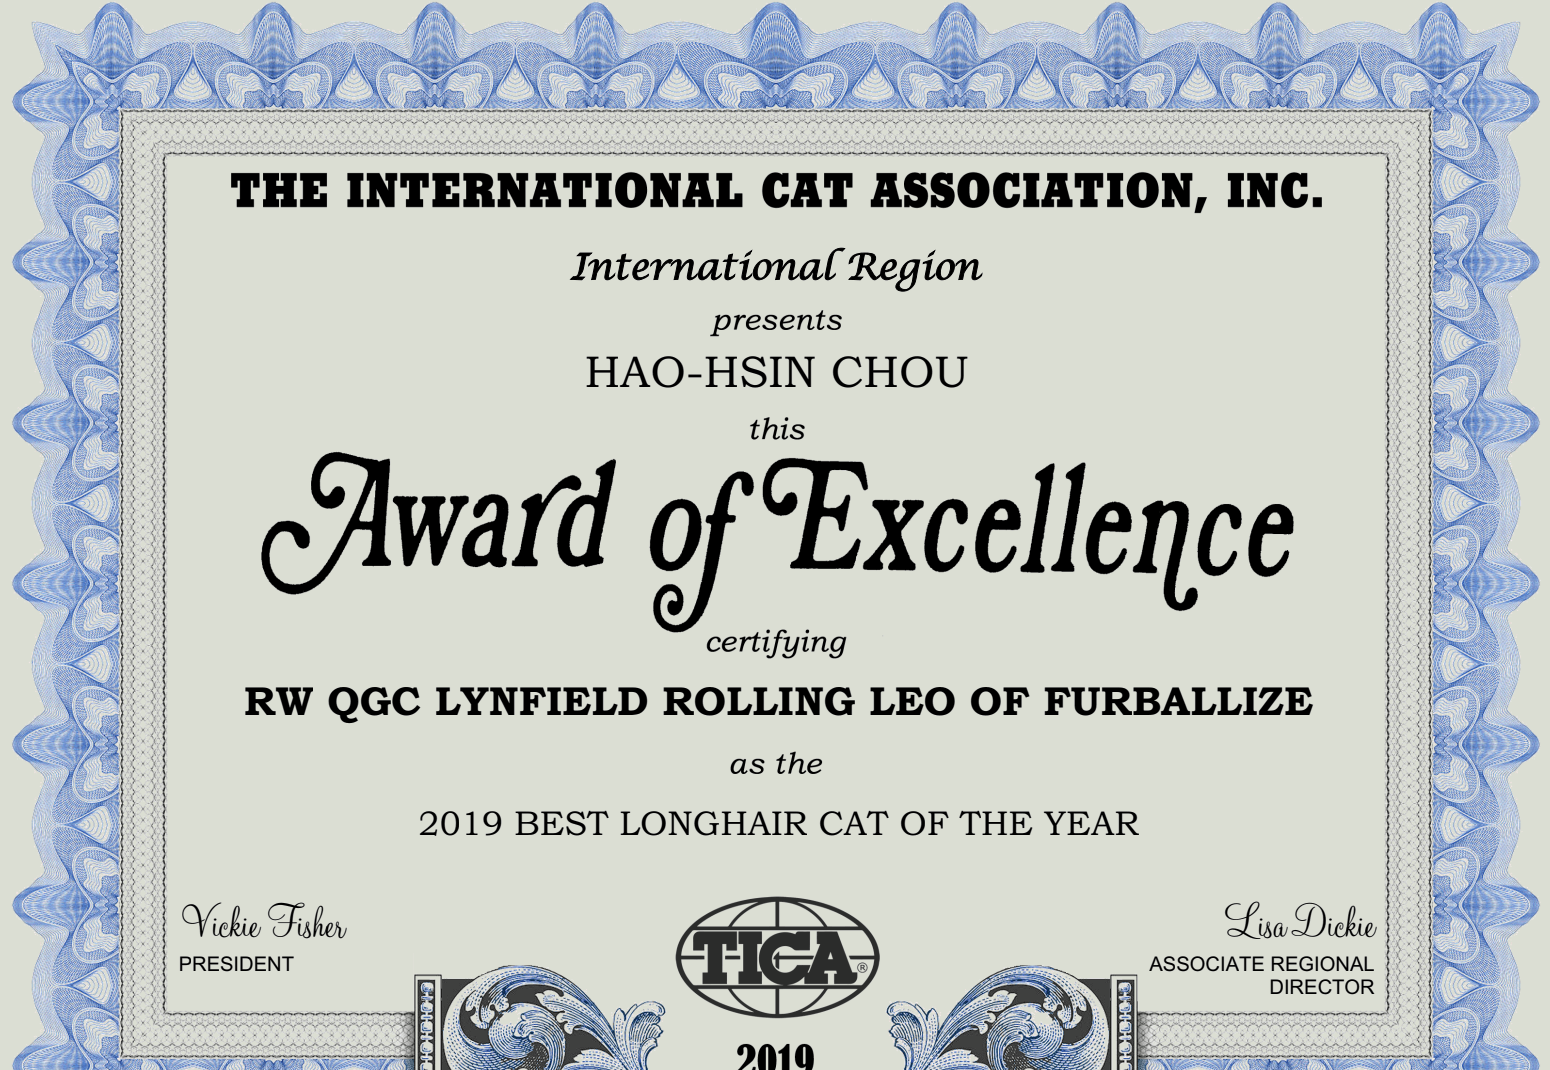 THE INTERNATIONAL CAT ASSOCIATION, INC.
International Region
presents
HAO-HSIN CHOU
this
Award of Excellence
certifying
RW QGC LYNFIELD ROLLING LEO OF FURBALLIZE
as the
2019 BEST LONGHAIR CAT OF THE YEAR
Vickie Fisher
PRESIDENT
TICA®
Lisa Dickie
ASSOCIATE REGIONAL
DIRECTOR
2019